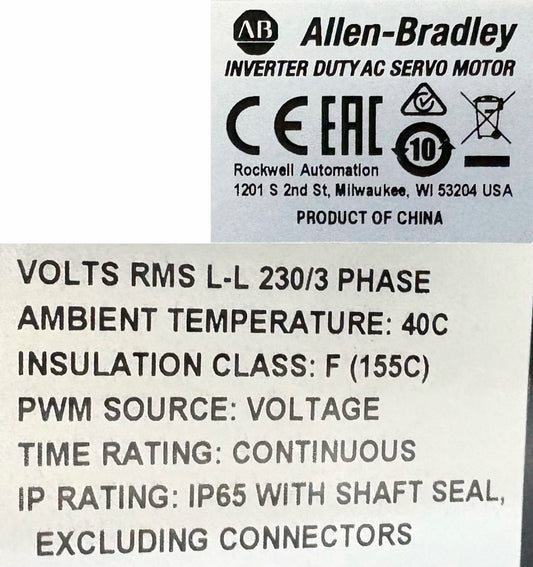 AB Allen-Bradley
INVERTER DUTY AC SERVO MOTOR
CE EAC 10
Rockwell Automation
1201 S 2nd St, Milwaukee, WI 53204 USA
PRODUCT OF CHINA
VOLTS RMS L-L 230/3 PHASE
AMBIENT TEMPERATURE: 40C
INSULATION CLASS: F (155C)
PWM SOURCE: VOLTAGE
TIME RATING: CONTINUOUS
IP RATING: IP65 WITH SHAFT SEAL,
EXCLUDING CONNECTORS